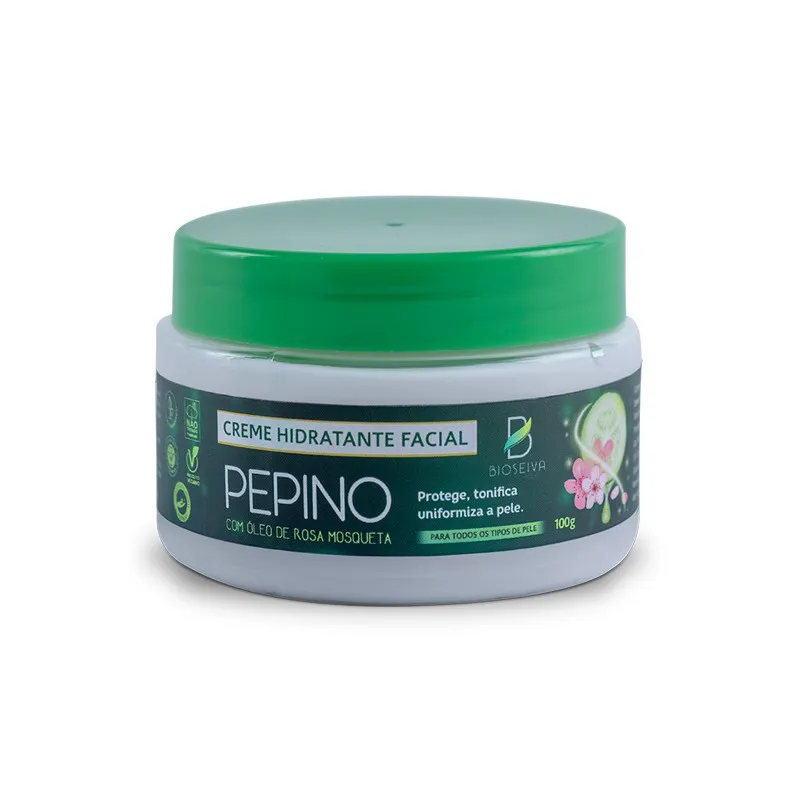 CREME HIDRATANTE FACIAL
PEPINO
COM ÓLEO DE ROSA MOSQUETA
BIOSEIVA
Protege, tonifica
uniformiza a pele.
PARA TODOS OS TIPOS DE PELE
100g